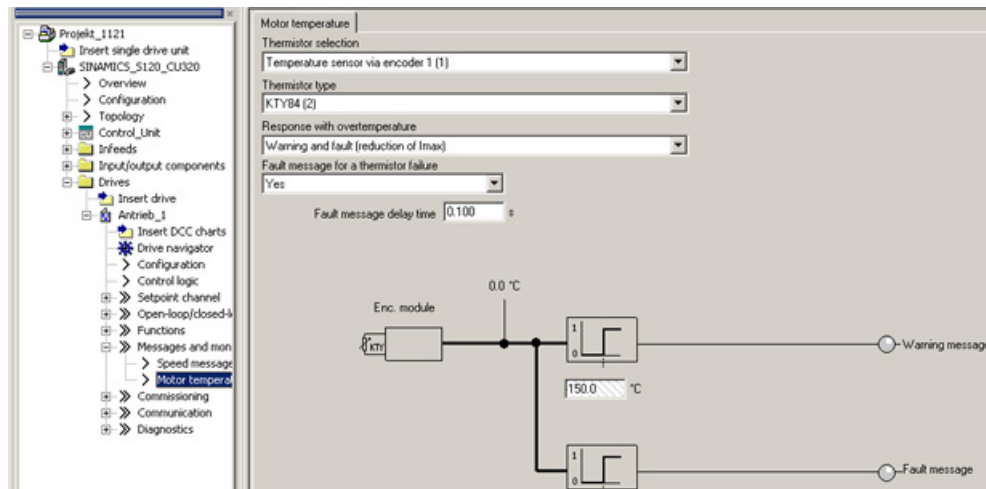 Projekt_1121
Insert single drive unit
SINAMICS_S120_CU320
Overview
Configuration
Topology
Control_Unit
Infeeds
Input/output components
Drives
Insert drive
Antrieb_1
Insert DCC charts
Drive navigator
Configuration
Control logic
Setpoint channel
Open-loop/closed-l
Functions
Messages and mon
Speed message
Motor tempera
Commissioning
Communication
Diagnostics
Motor temperature
Thermistor selection
Temperature sensor via encoder 1 (1)
Thermistor type
KTY84 (2)
Response with overtemperature
Warning and fault (reduction of Imax)
Fault message for a thermistor failure
Yes
Fault message delay time 0.100 s
0.0 °C
Enc. module
KTY
1
0
Warning message
150.0 °C
1
0
Fault message